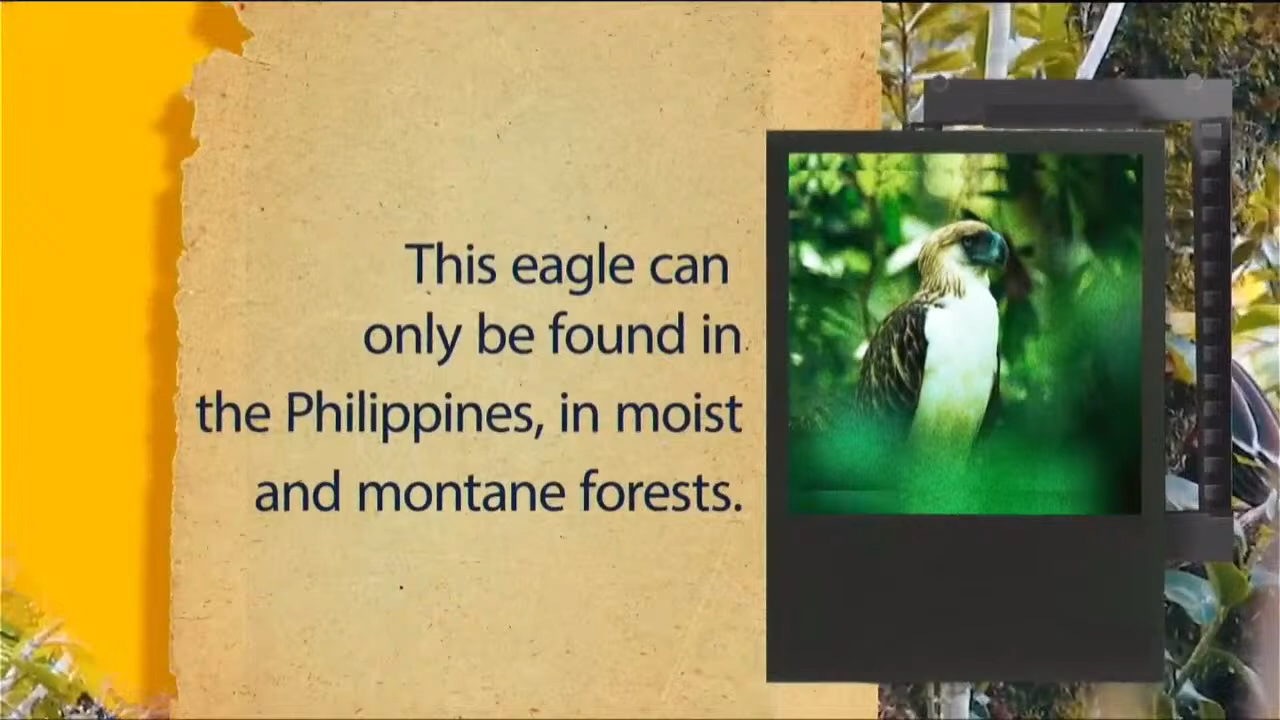 This eagle can
only be found in
the Philippines, in moist
and montane forests.